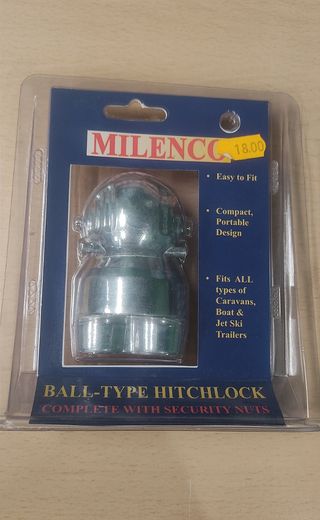 MILENCO
18.00
• Easy to Fit
• Compact,
Portable
Design
• Fits ALL
types of
Caravans,
Boat &
Jet Ski
Trailers
BALL-TYPE HITCHLOCK
COMPLETE WITH SECURITY NUTS